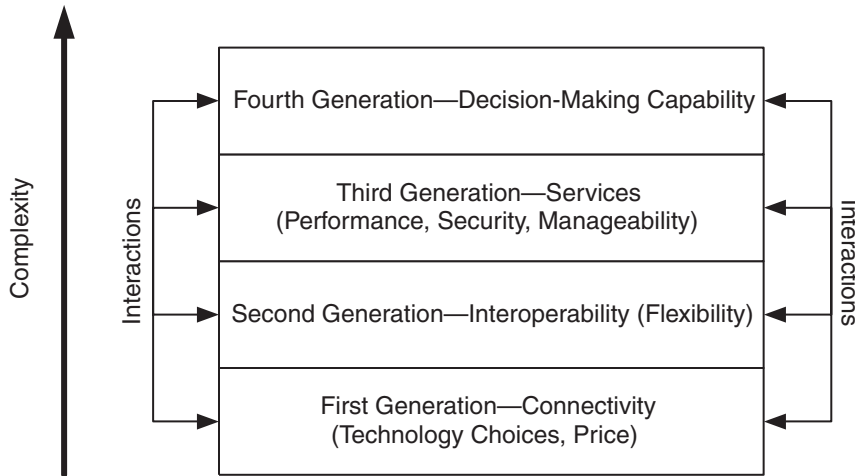 Complexity
Interactions
Fourth Generation—Decision-Making Capability
Third Generation—Services
(Performance, Security, Manageability)
Second Generation—Interoperability (Flexibility)
First Generation—Connectivity
(Technology Choices, Price)
Interactions